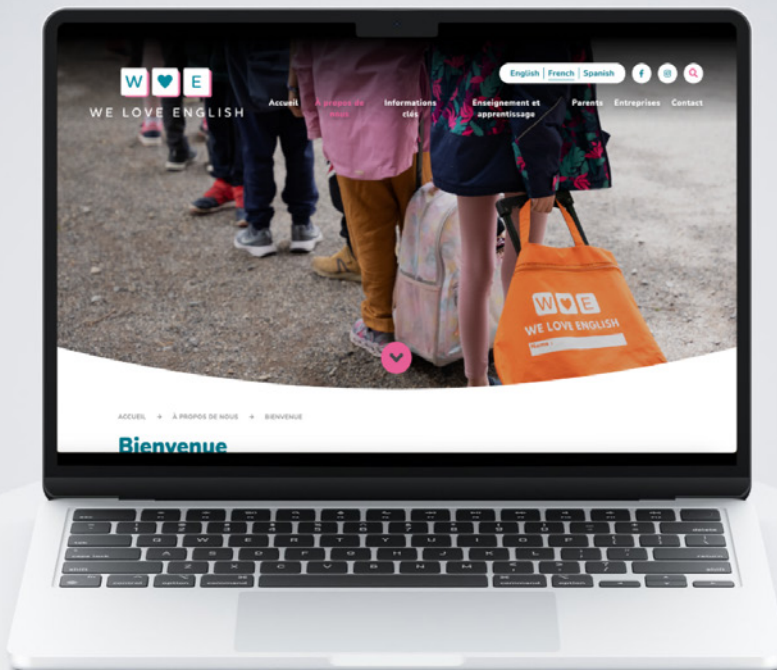 W E
WE LOVE ENGLISH
English French Spanish
Accueil
À propos de
nous
Informations
clés
Enseignement et
apprentissage
Parents
Entreprises
Contact
W E
WE LOVE ENGLISH
Name :
ACCUEIL → À PROPOS DE NOUS → BIENVENUE
Bienvenue